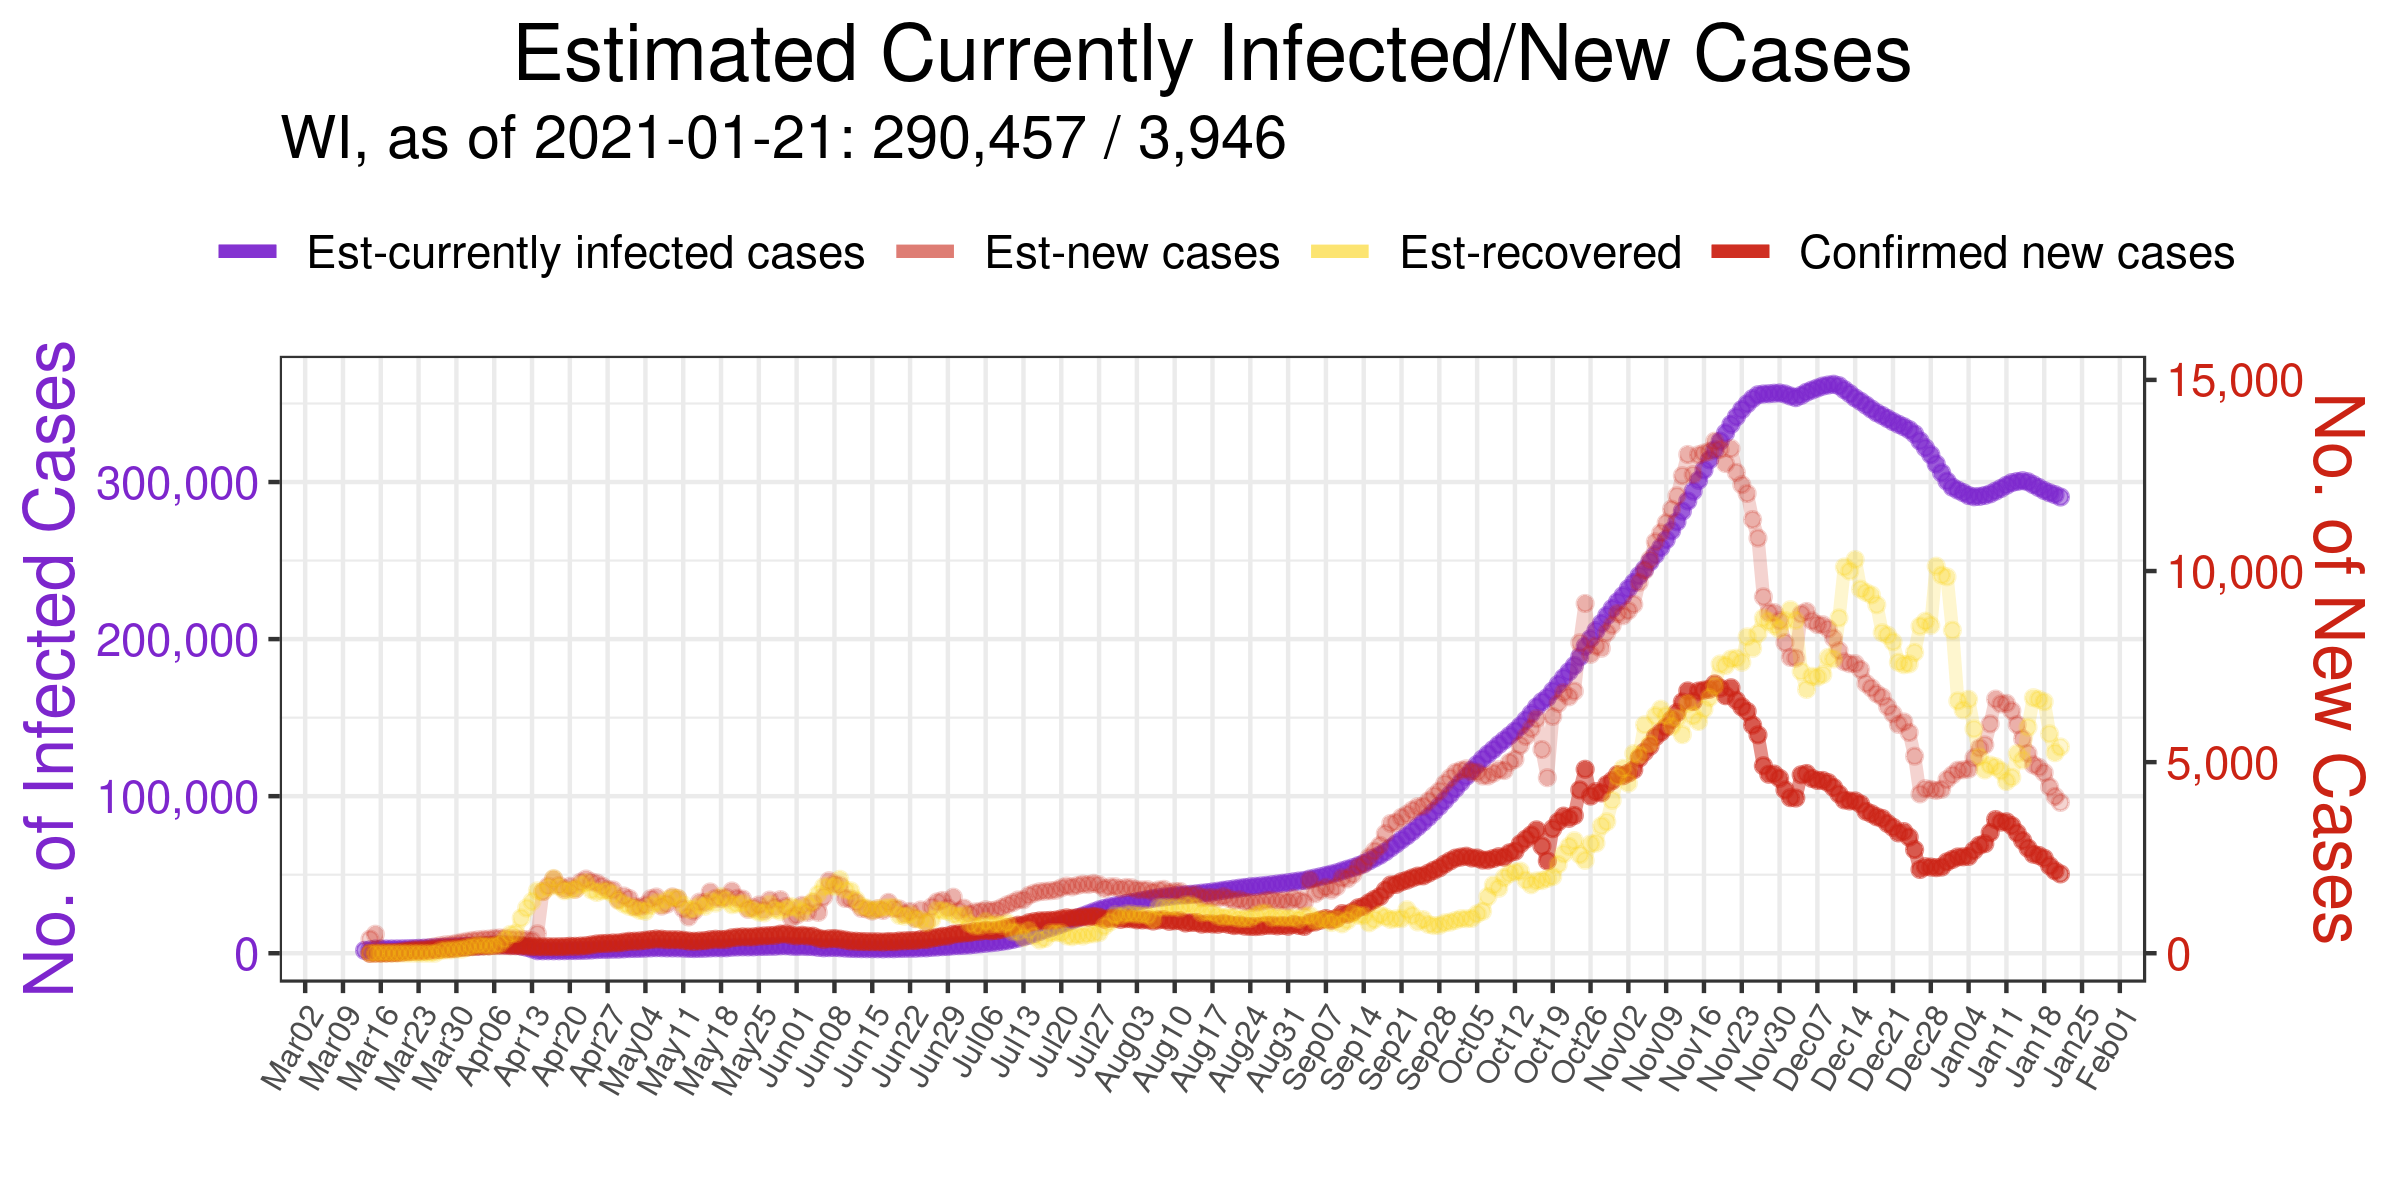 Estimated Currently Infected/New Cases
WI, as of 2021-01-21: 290,457 / 3,946
Est-currently infected cases Est-new cases Est-recovered Confirmed new cases
No. of Infected Cases
300,000
200,000
100,000
0
15,000
10,000
5,000
0
No. of New Cases
Mar02 Mar09 Mar16 Mar23 Mar30 Apr06 Apr13 Apr20 Apr27 May04 May11 May18 May25 Jun01 Jun08 Jun15 Jun22 Jun29 Jul06 Jul13 Jul20 Jul27 Aug03 Aug10 Aug17 Aug24 Aug31 Sep07 Sep14 Sep21 Sep28 Oct05 Oct12 Oct19 Oct26 Nov02 Nov09 Nov16 Nov23 Nov30 Dec07 Dec14 Dec21 Dec28 Jan04 Jan11 Jan18 Jan25 Feb01